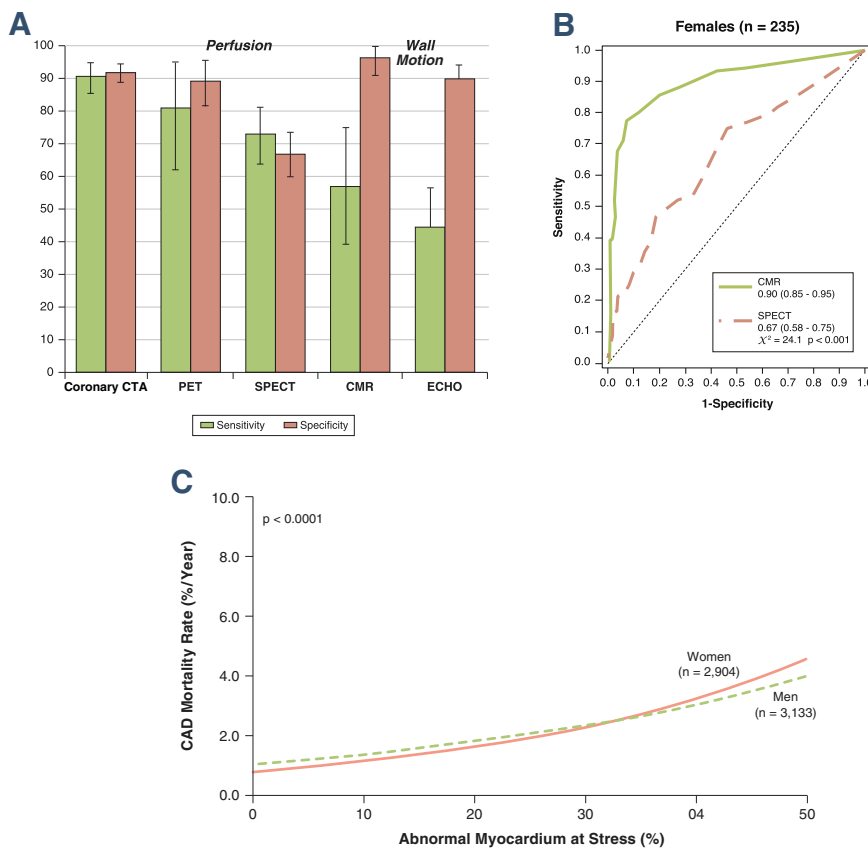 A
Perfusion
Wall
Motion
100
90
80
70
60
50
40
30
20
10
0
Coronary CTA
PET
SPECT
CMR
ECHO
Sensitivity
Specificity
B
Females (n = 235)
Sensitivity
1.0
0.9
0.8
0.7
0.6
0.5
0.4
0.3
0.2
0.1
0.0
CMR
0.90 (0.85 - 0.95)
SPECT
0.67 (0.58 - 0.75)
X² = 24.1 p < 0.001
0.0 0.1 0.2 0.3 0.4 0.5 0.6 0.7 0.8 0.9 1.0
1-Specificity
C
CAD Mortality Rate (%/Year)
10.0
8.0
6.0
4.0
2.0
0.0
p < 0.0001
Women
(n = 2,904)
Men
(n = 3,133)
0 10 20 30 04 50
Abnormal Myocardium at Stress (%)